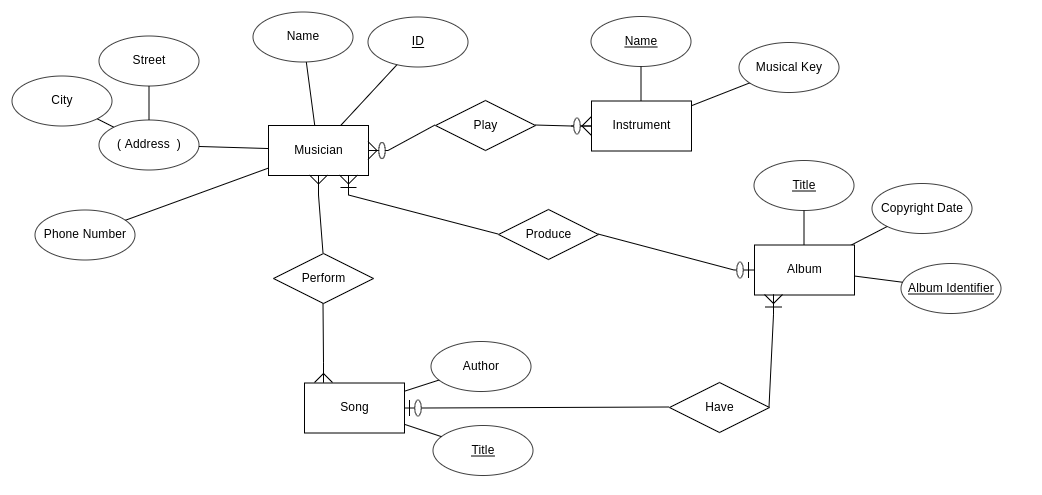 Name
ID
Name
Street
Musical Key
City
Play
Instrument
( Address )
Musician
Title
Copyright Date
Phone Number
Produce
Album
Perform
Album Identifier
Author
Song
Have
Title